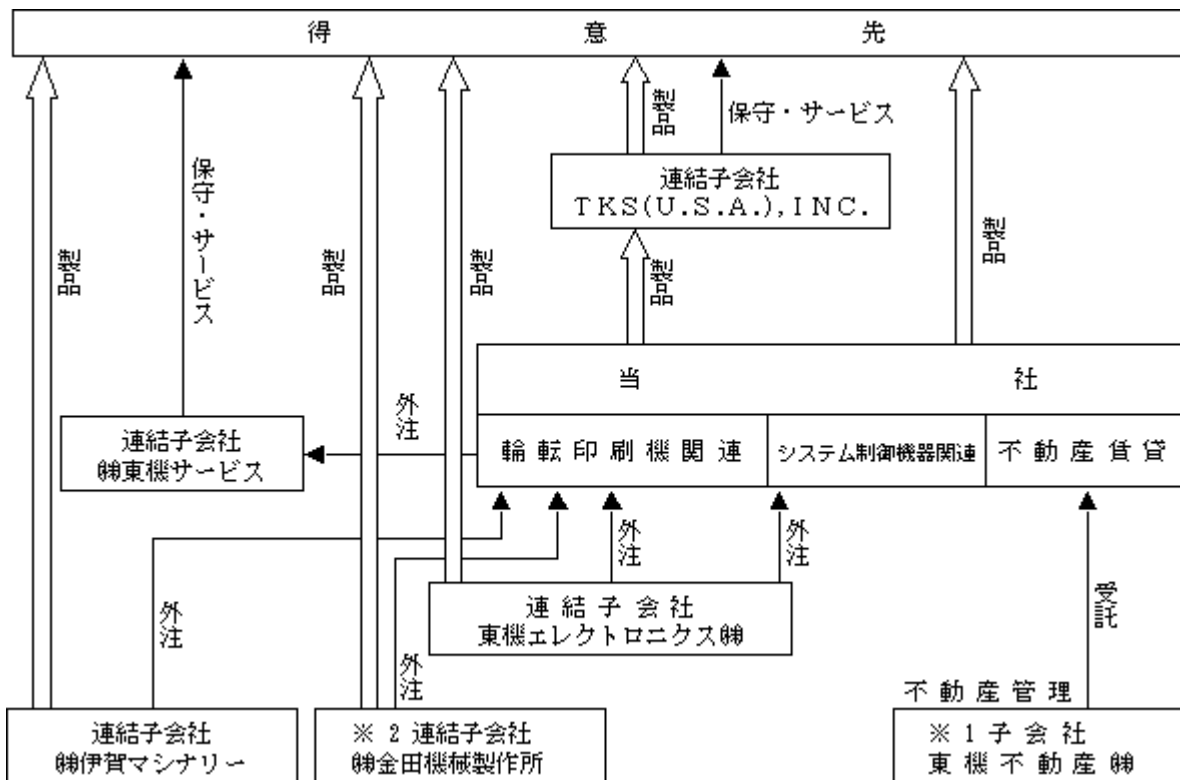 得意先
製品
保守・サービス
製品
製品
製品
保守・サービス
製品
連結子会社
TKS(U.S.A.),INC.
製品
当社
輪転印刷機関連
システム制御機器関連
不動産賃貸
外注
連結子会社
㈱東機サービス
外注
外注
外注
外注
受託
連結子会社
東機エレクトロニクス㈱
不動産管理
連結子会社
㈱伊賀マシナリー
※2連結子会社
㈱金田機械製作所
※1子会社
東機不動産㈱